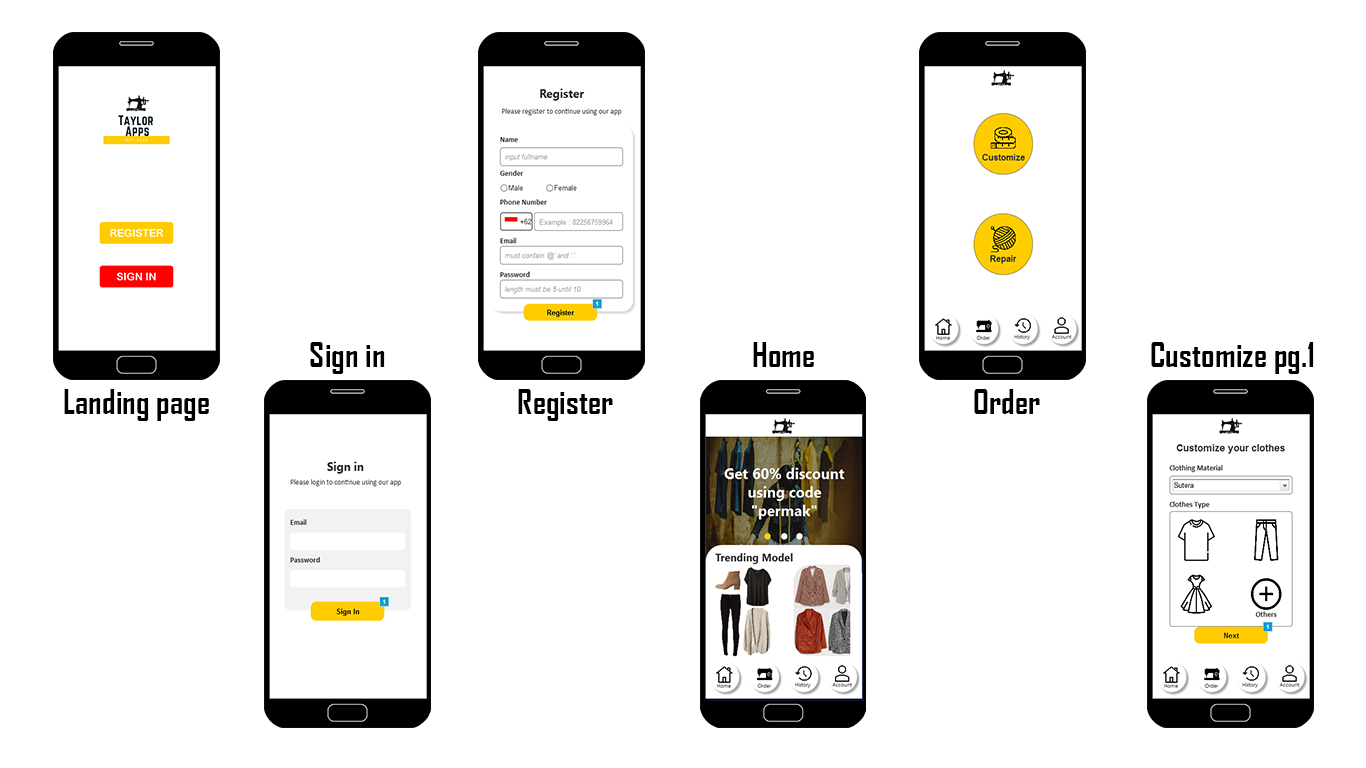 TAYLOR
APPS
REGISTER
SIGN IN
Landing page
Sign in
Sign in
Please login to continue using our app
Email
Password
Sign In
1
Register
Please register to continue using our app
Name
input fullname
Gender
Male Female
Phone Number
+62 Example : 82256759964
Email
must contain '@' and '.'
Password
length must be 5 until 10
1
Register
Register
Home
Get 60% discount
using code
"permak"
Trending Model
Home Order History Account
Customize
Repair
Home Order History Account
Order
Customize pg.1
Customize your clothes
Clothing Material
Sutera
Clothes Type
Others
1
Next
Home Order History Account